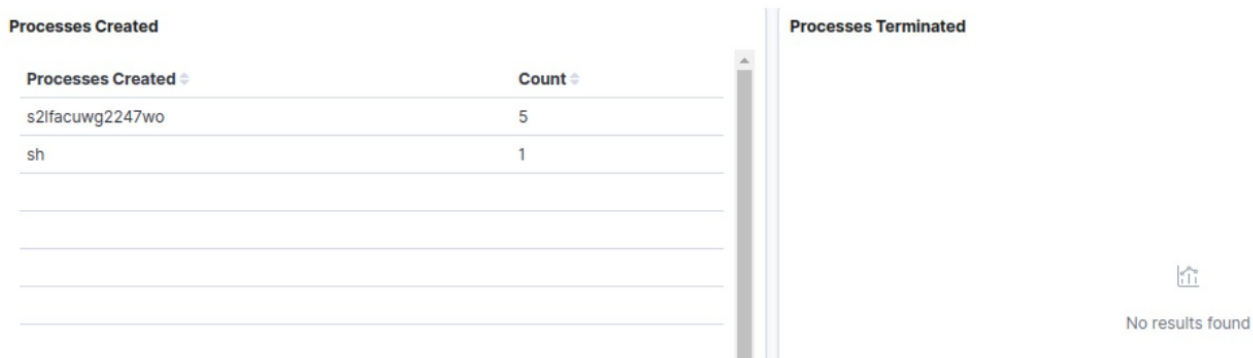 Processes Created
Processes Created Count
s2lfacuwg2247wo 5
sh 1
Processes Terminated
No results found